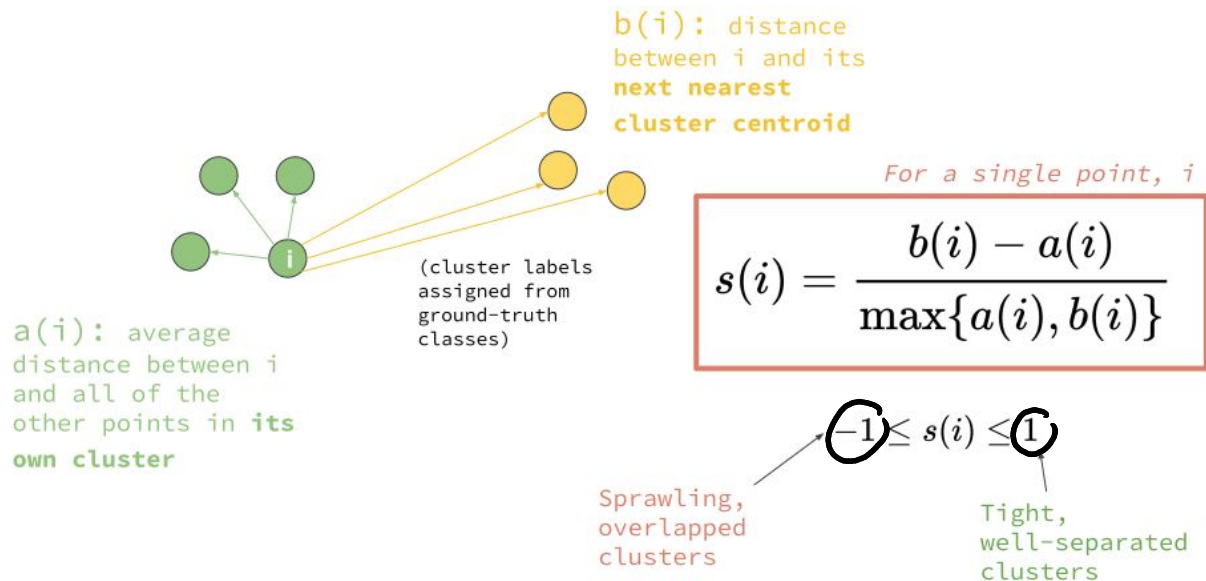 b(i): distance
between i and its
next nearest
cluster centroid
For a single point, i
s(i) = \frac{b(i) - a(i)}{\max\{a(i), b(i)\}}
i
(cluster labels
assigned from
ground-truth
classes)
a(i): average
distance between i
and all of the
other points in its
own cluster
-1 ≤ s(i) ≤ 1
Sprawling,
overlapped
clusters
Tight,
well-separated
clusters